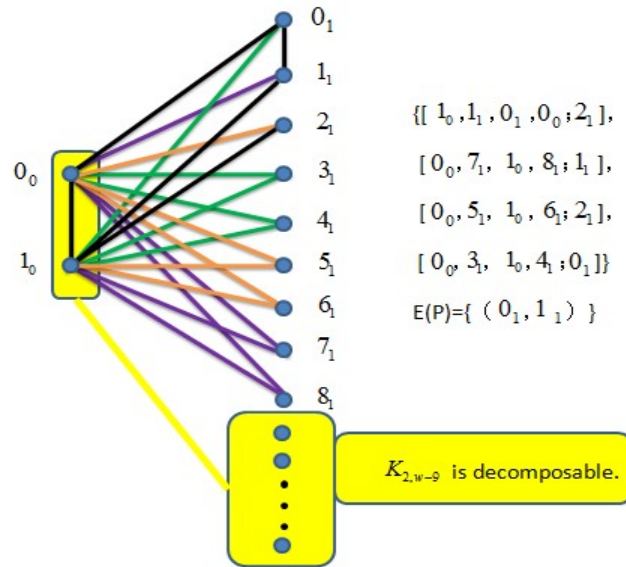 0₁
1₁
2₁
3₁
4₁
5₁
6₁
7₁
8₁
0₀
1₀
{[ 1₀ ,1₁ , 0₁ , 0₀ ; 2₁ ],
[ 0₀ , 7₁ , 1₀ , 8₁ ; 1₁ ],
[ 0₀ , 5₁ , 1₀ , 6₁ ; 2₁ ],
[ 0₀ , 3₁ , 1₀ , 4₁ ; 0₁ ]}
E(P)={ ( 0₁ , 1₁ ) }
K₂,w₋₉ is decomposable.